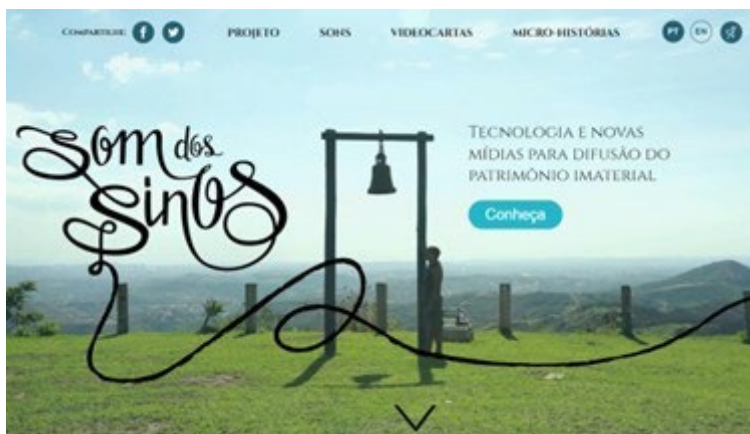 COMPARTILHE
PROJETO
SONS
VIDEOCARTAS
MICRO-HISTÓRIAS
PT
EN
Som dos
Sinos
TECNOLOGIA E NOVAS
MÍDIAS PARA DIFUSÃO DO
PATRIMÔNIO IMATERIAL
Conheça